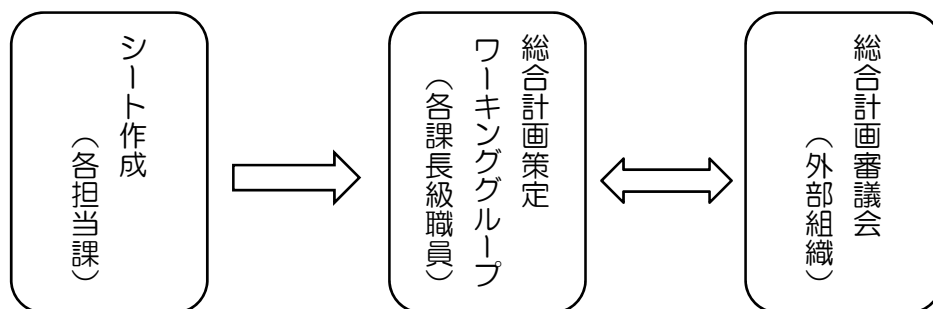 シート作成
（各担当課）
総合計画策定
ワーキンググループ
（各課長級職員）
総合計画審議会
（外部組織）